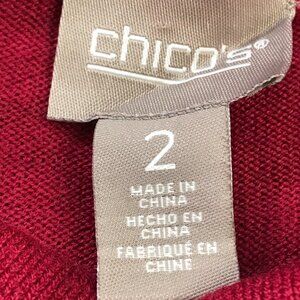 chico's®
2
MADE IN
CHINA
HECHO EN
CHINA
FABRIQUÉ EN
CHINE